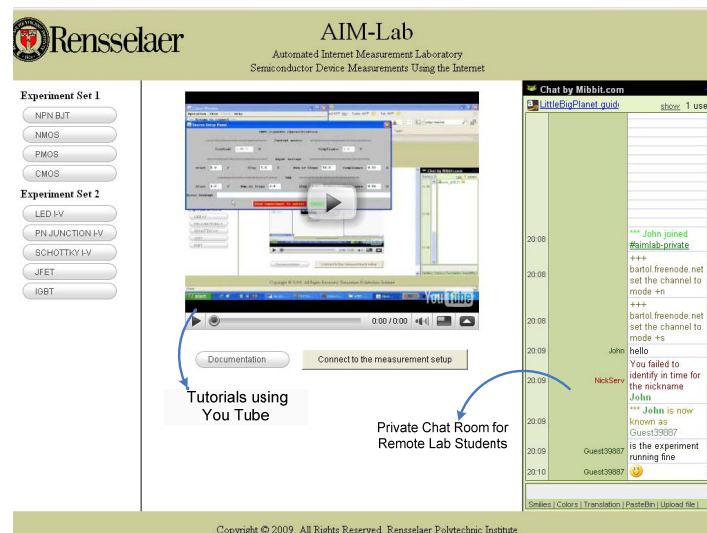 Rensselaer
AIM-Lab
Automated Internet Measurement Laboratory
Semiconductor Device Measurements Using the Internet
Experiment Set 1
NPN BJT
NMOS
PMOS
CMOS
Experiment Set 2
LED I-V
PN JUNCTION I-V
SCHOTTKY I-V
JFET
IGBT
YouTube
0:00 / 0:00
Documentation
Connect to the measurement setup
Tutorials using
You Tube
Private Chat Room for
Remote Lab Students
Chat by Mibbit.com
LittleBigPlanet guid
show 1 use
20:08 *** John joined
#aimlab-private
20:08 +++
bartol.freenode.net
set the channel to
mode +n
20:08 +++
bartol.freenode.net
set the channel to
mode +s
20:09 John hello
20:09 NickServ You failed to
identify in time for
the nickname
John
20:09 *** John is now
known as
Guest39887
20:09 Guest39887 is the experiment
running fine
20:10 Guest39887
Smilies | Colors | Translation | PasteBin | Upload file |
Copyright © 2009. All Rights Reserved. Rensselaer Polytechnic Institute